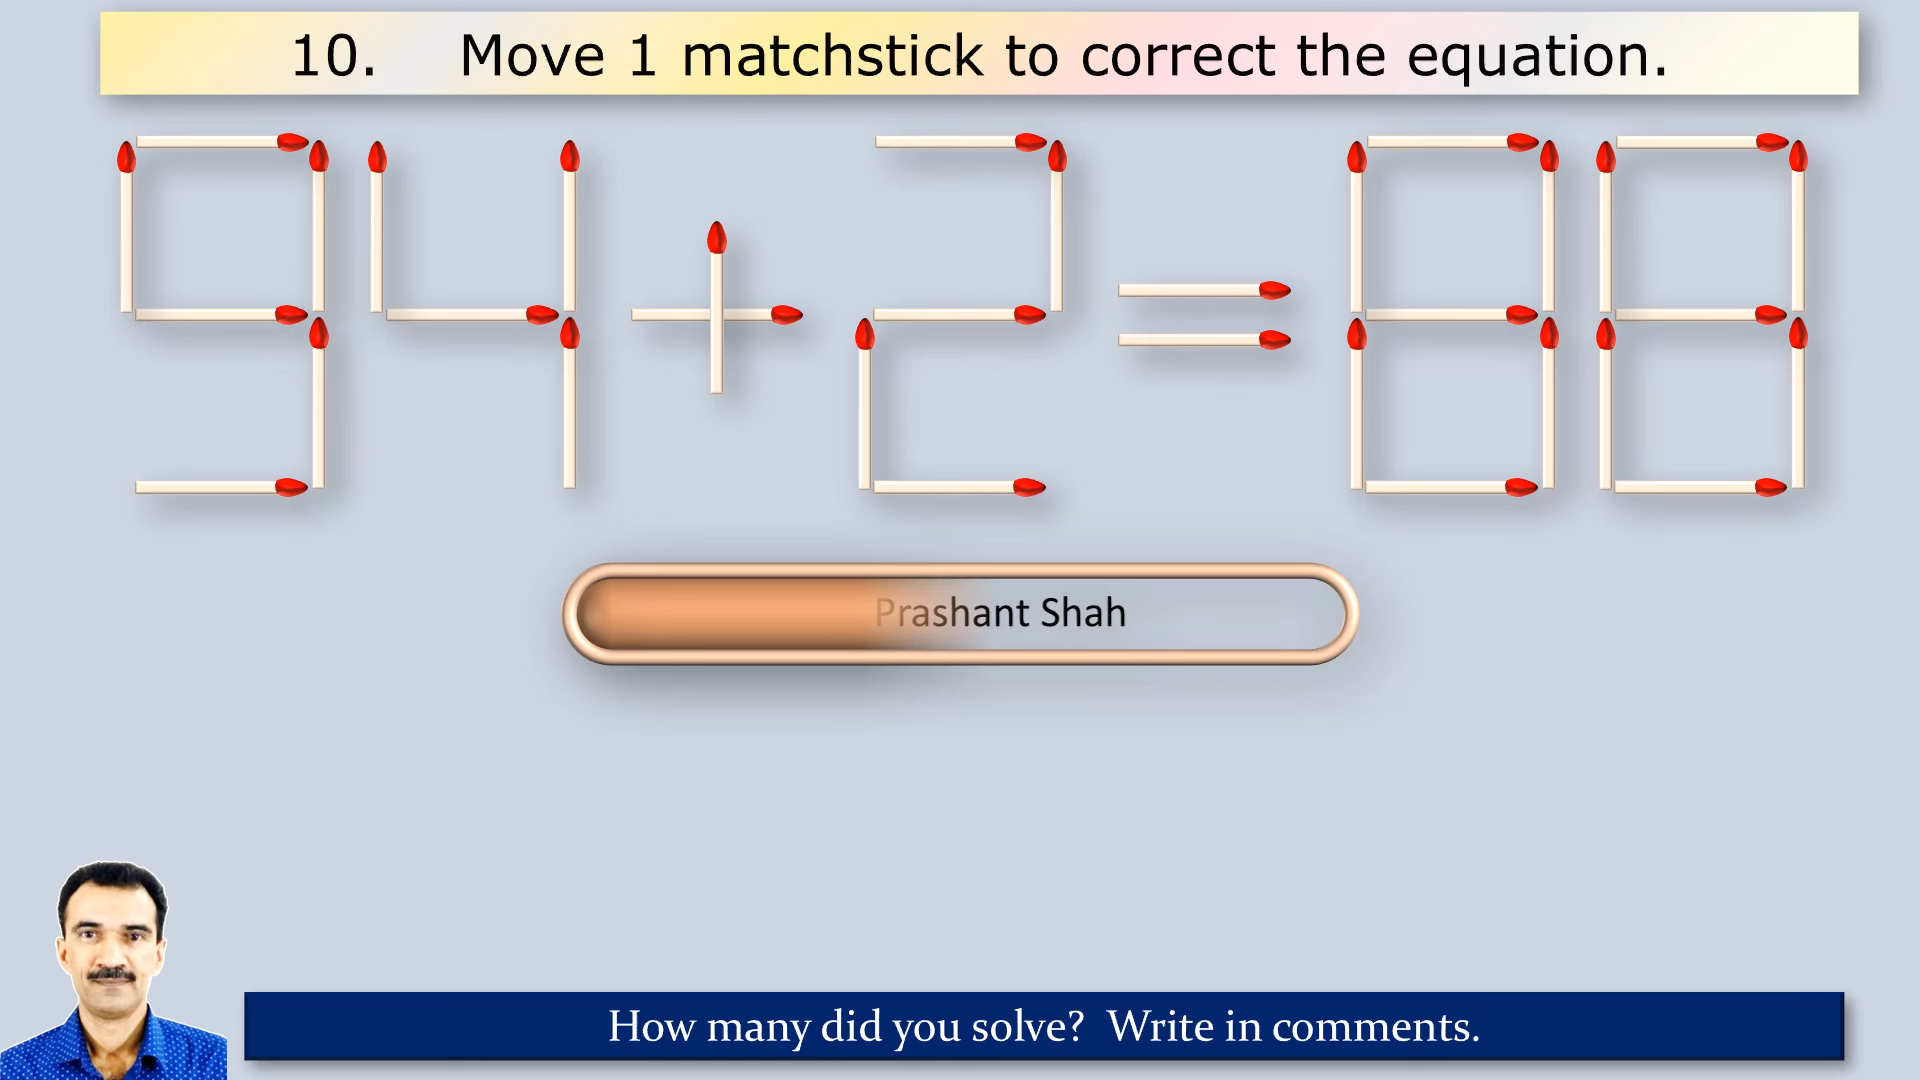 10. Move 1 matchstick to correct the equation.
94+2=88
Prashant Shah
How many did you solve? Write in comments.